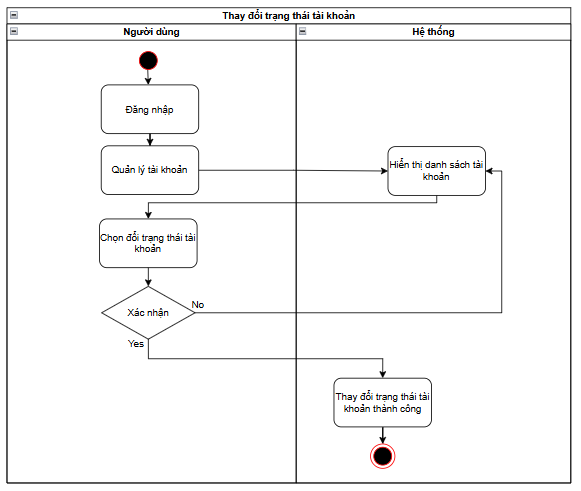 Thay đổi trạng thái tài khoản
Người dùng
Hệ thống
Đăng nhập
Quản lý tài khoản
Hiển thị danh sách tài
khoản
Chọn đổi trạng thái tài
khoản
Xác nhận
No
Yes
Thay đổi trạng thái tài
khoản thành công